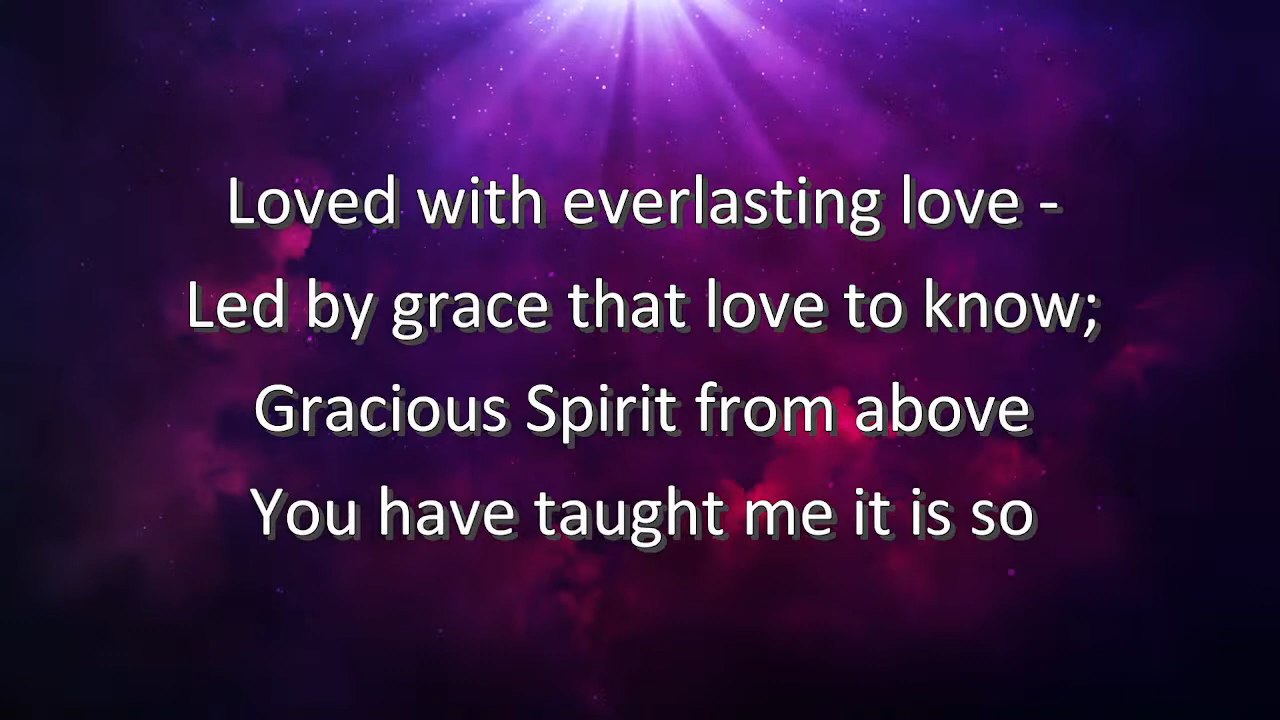 Loved with everlasting love -
Led by grace that love to know;
Gracious Spirit from above
You have taught me it is so